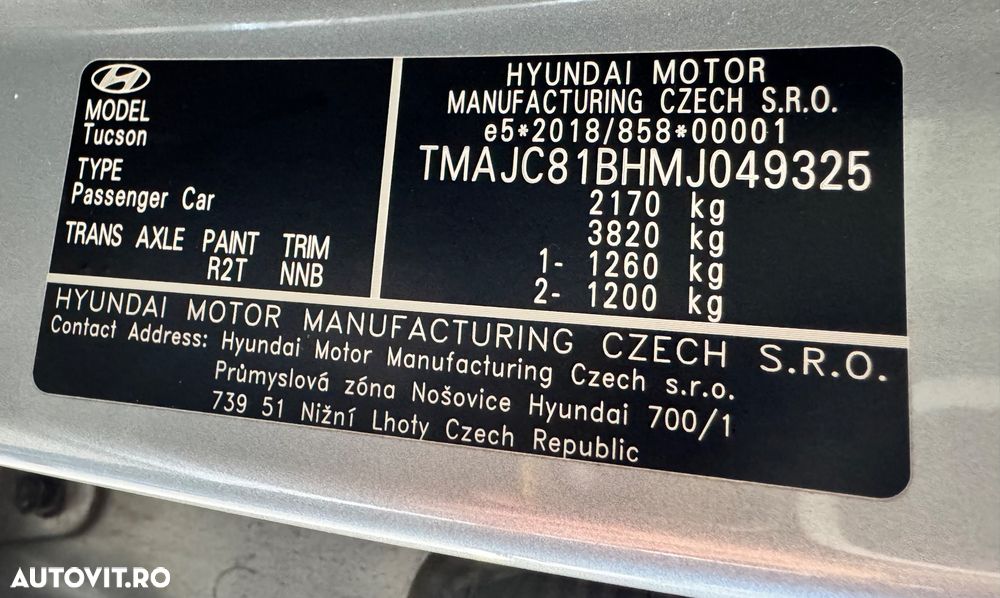 MODEL
Tucson
TYPE
Passenger Car
TRANS AXLE PAINT TRIM
R2T NNB
HYUNDAI MOTOR
MANUFACTURING CZECH S.R.O.
e5*2018/858*00001
TMAJC81BHMJ049325
2170 kg
3820 kg
1- 1260 kg
2- 1200 kg
HYUNDAI MOTOR MANUFACTURING CZECH S.R.O.
Contact Address: Hyundai Motor Manufacturing Czech s.r.o.
Průmyslová zóna Nošovice Hyundai 700/1
739 51 Nižní Lhoty Czech Republic
AUTOVIT.RO